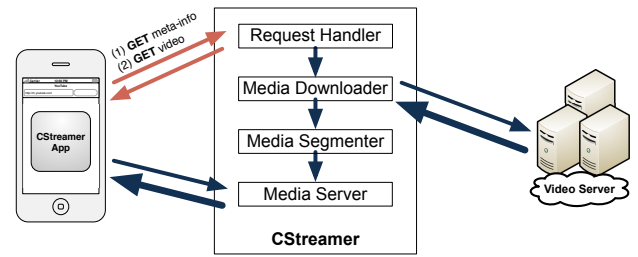 (1) GET meta-info
(2) GET video
Request Handler
Media Downloader
Media Segmenter
Media Server
CStreamer
YouTube
CStreamer
App
Video Server